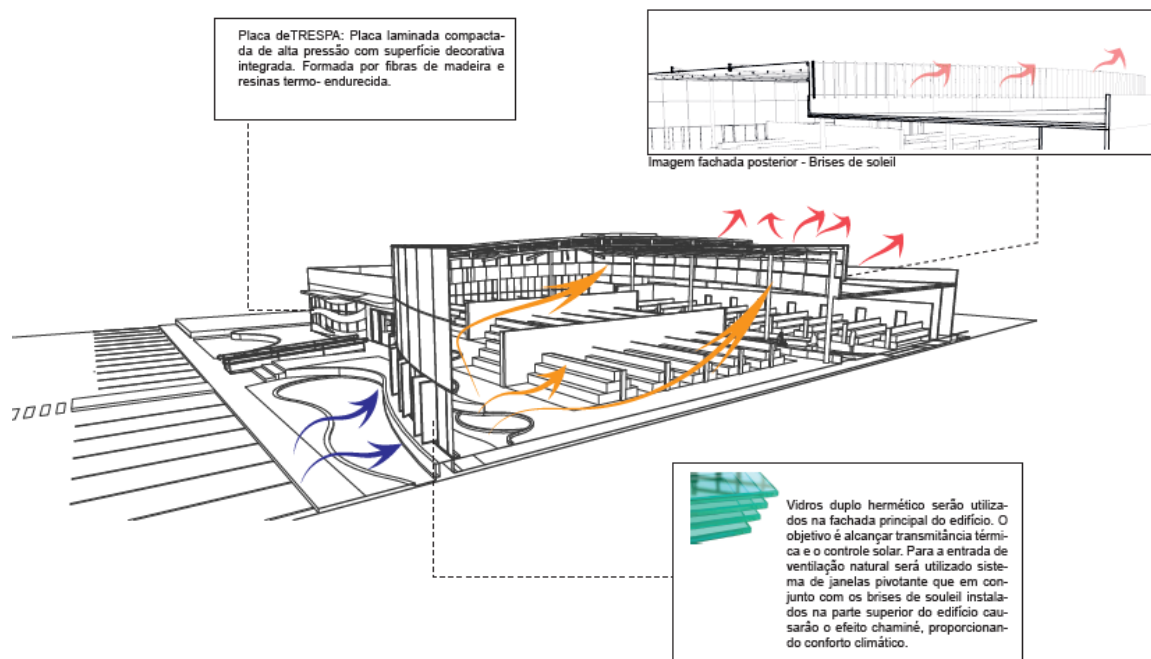 Placa deTRESPA: Placa laminada compacta-
da de alta pressão com superfície decorativa
integrada. Formada por fibras de madeira e
resinas termo- endurecida.
Imagem fachada posterior - Brises de soleil
Vidros duplo hermético serão utiliza-
dos na fachada principal do edifício. O
objetivo é alcançar transmitância térmi-
ca e o controle solar. Para a entrada de
ventilação natural será utilizado siste-
ma de janelas pivotante que em con-
junto com os brises de souleil instala-
dos na parte superior do edifício cau-
sarão o efeito chaminé, proporcionan-
do conforto climático.